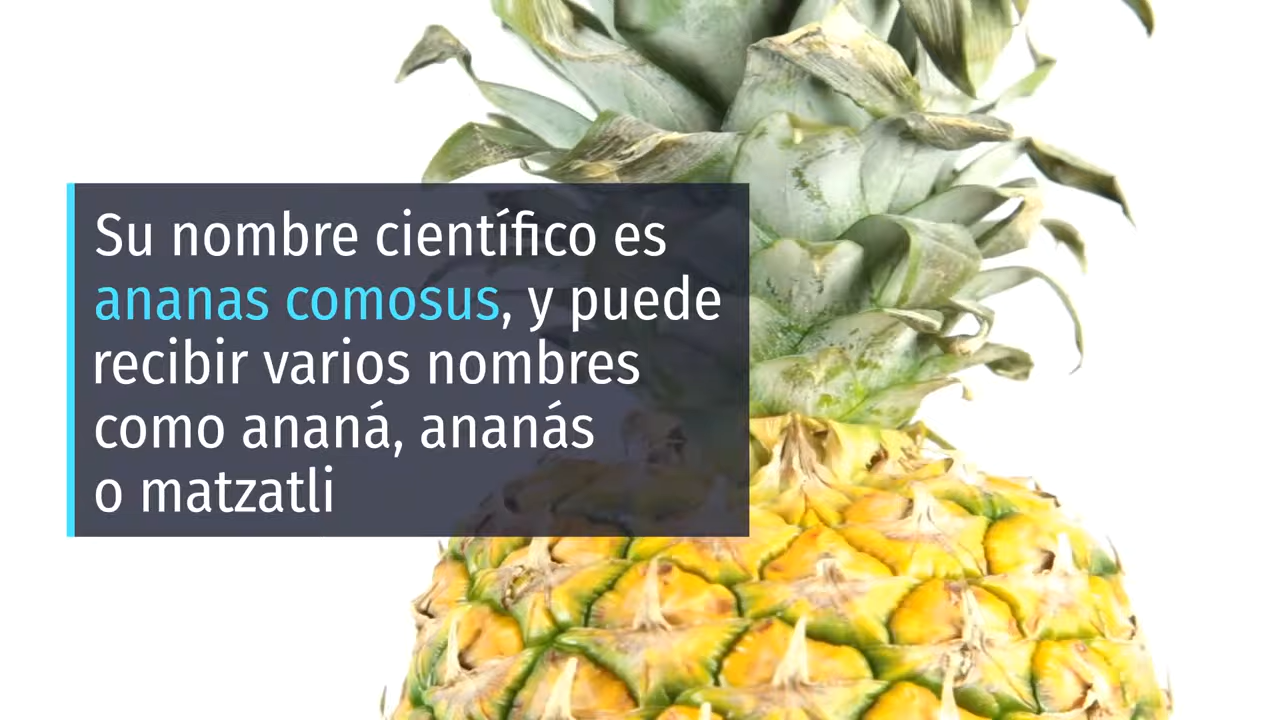 Su nombre científico es
ananas comosus, y puede
recibir varios nombres
como ananá, ananás
o matzatli